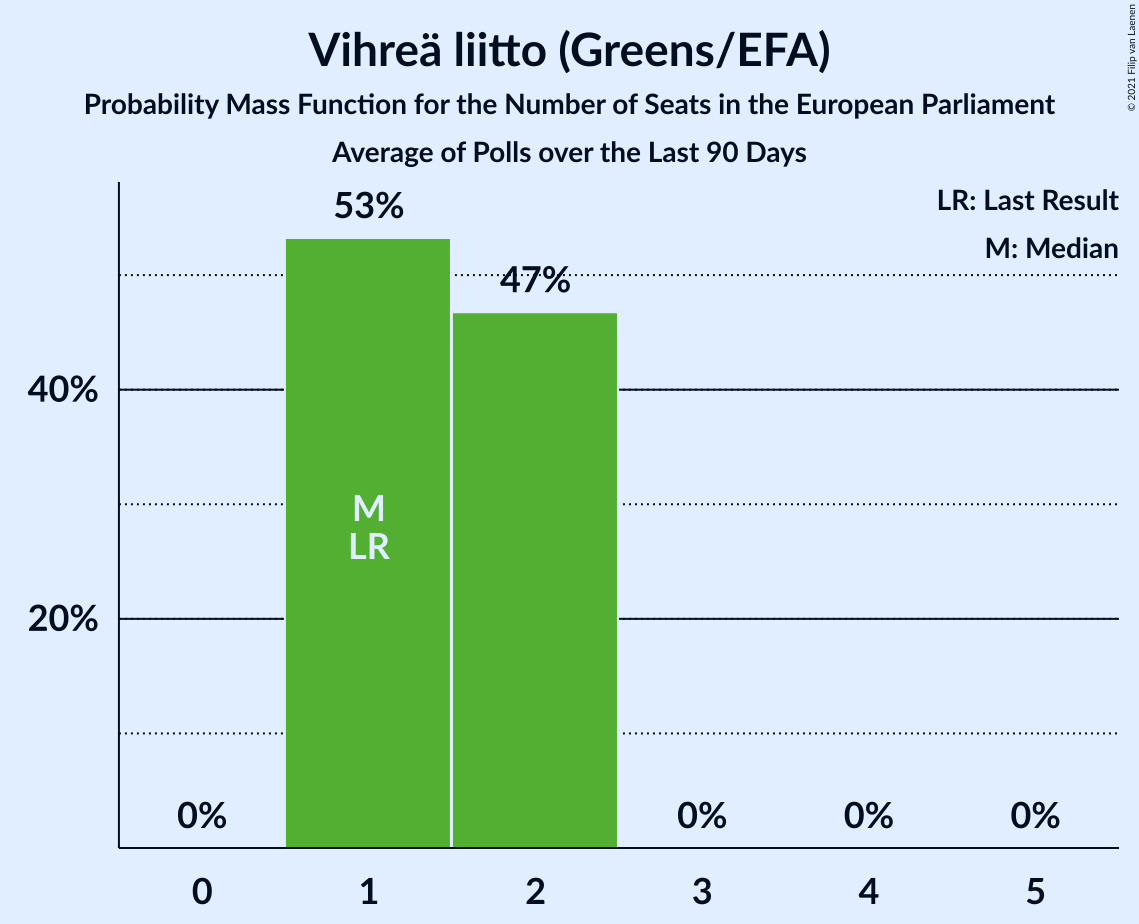 Vihreä liitto (Greens/EFA)
Probability Mass Function for the Number of Seats in the European Parliament
Average of Polls over the Last 90 Days
© 2021 Filip van Laenen
LR: Last Result
M: Median
53%
47%
40%
M
LR
20%
0%
0%
0%
0%
0
1
2
3
4
5